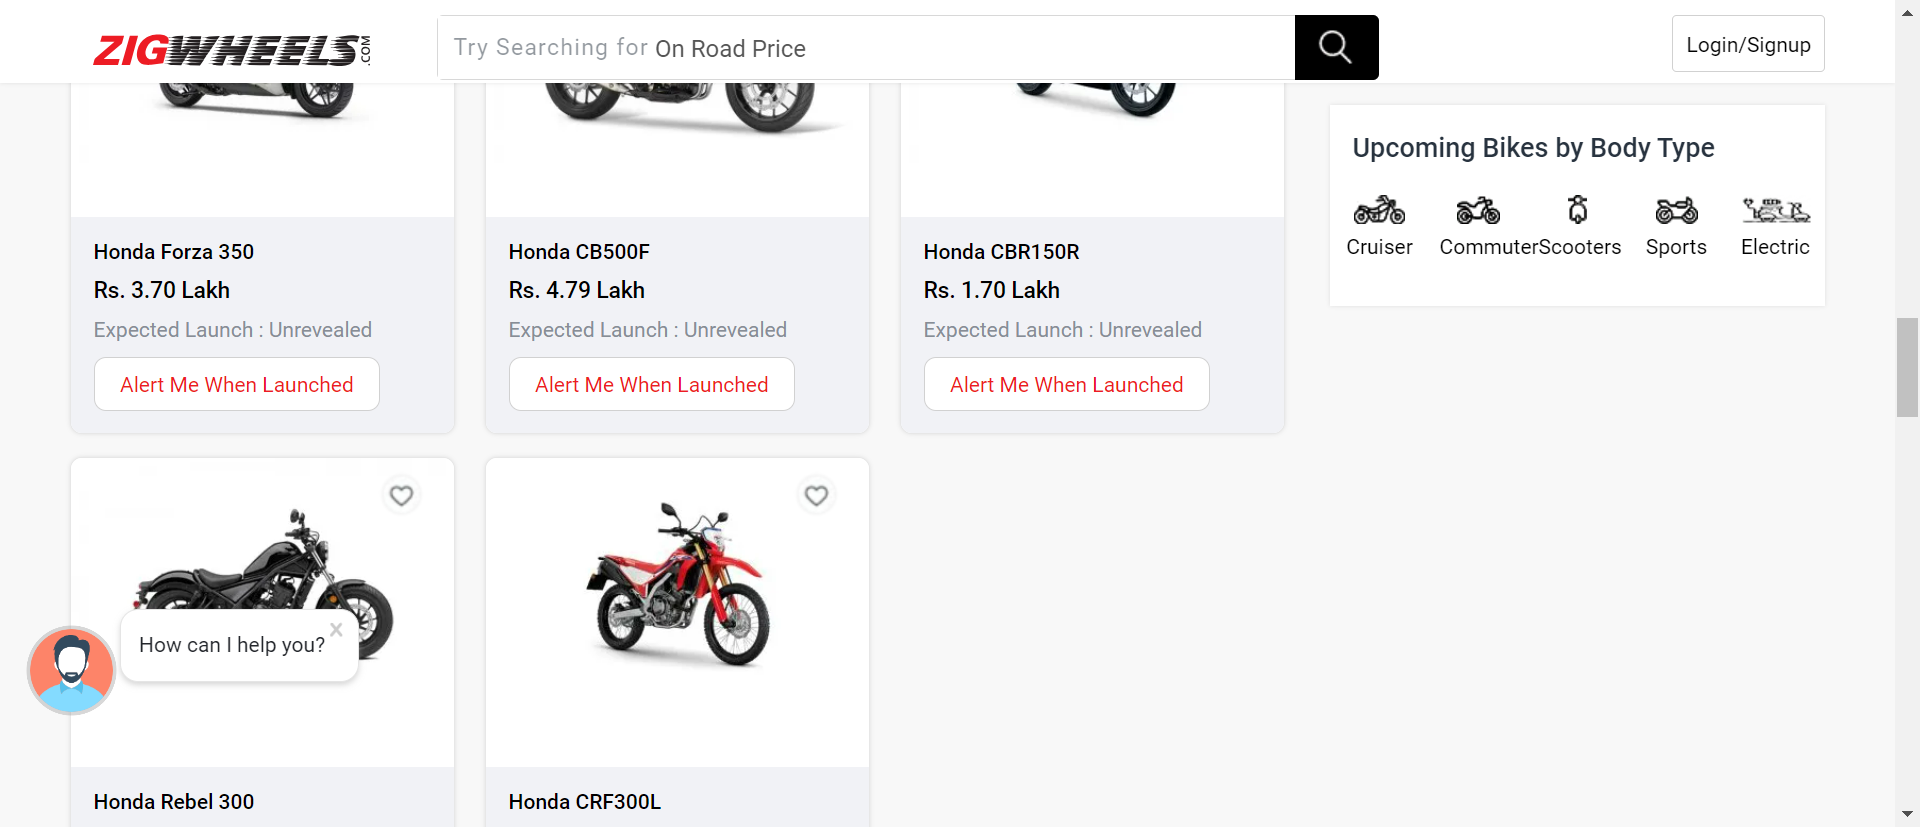 ZIGWHEELS.COM
Try Searching for On Road Price
Login/Signup
Upcoming Bikes by Body Type
Cruiser Commuter Scooters Sports Electric
Honda Forza 350
Rs. 3.70 Lakh
Expected Launch : Unrevealed
Alert Me When Launched
Honda CB500F
Rs. 4.79 Lakh
Expected Launch : Unrevealed
Alert Me When Launched
Honda CBR150R
Rs. 1.70 Lakh
Expected Launch : Unrevealed
Alert Me When Launched
How can I help you?
Honda Rebel 300
Honda CRF300L